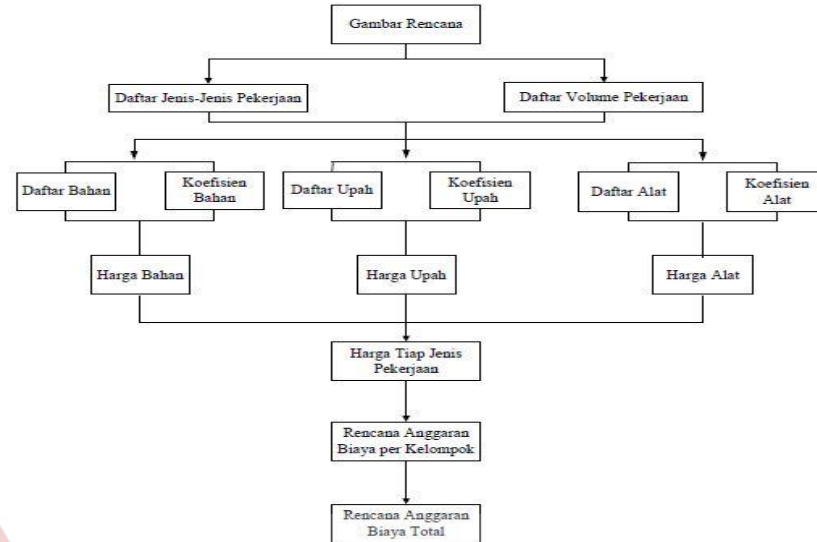 Gambar Rencana
Daftar Jenis-Jenis Pekerjaan
Daftar Volume Pekerjaan
Daftar Bahan
Koefisien
Bahan
Daftar Upah
Koefisien
Upah
Daftar Alat
Koefisien
Alat
Harga Bahan
Harga Upah
Harga Alat
Harga Tiap Jenis
Pekerjaan
Rencana Anggaran
Biaya per Kelompok
Rencana Anggaran
Biaya Total